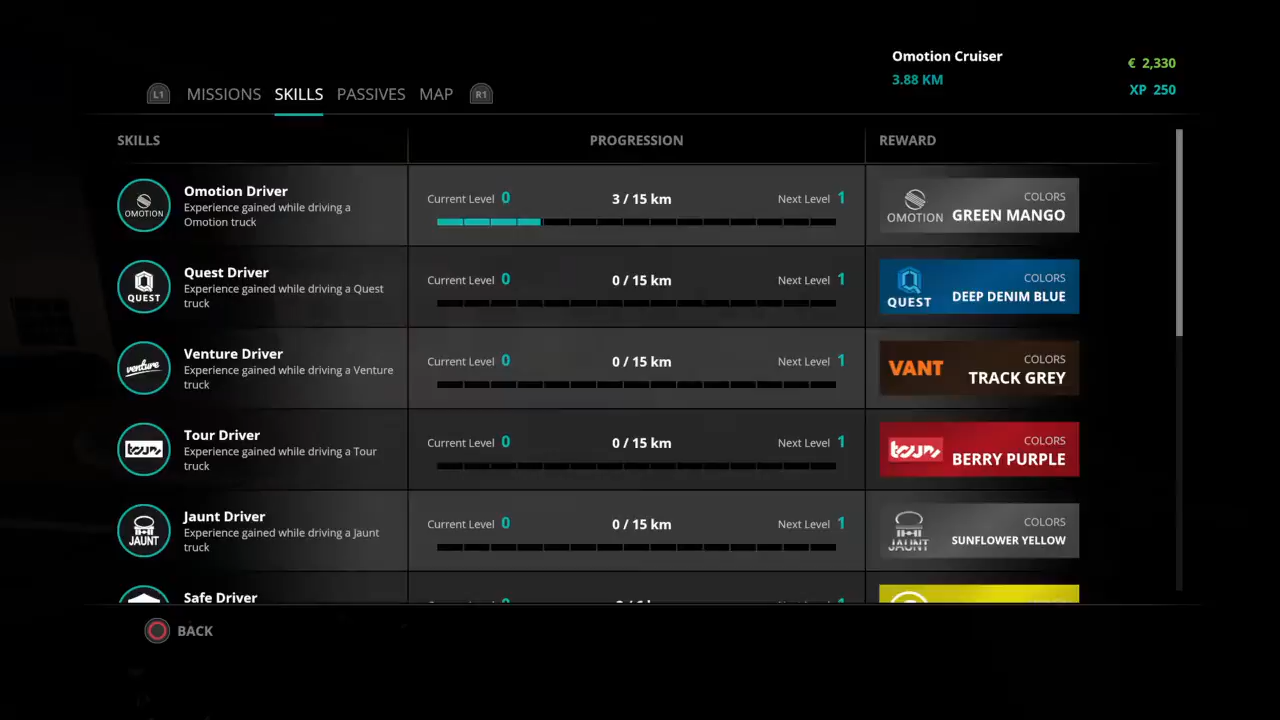 Omotion Cruiser
€ 2,330
3.88 KM
XP 250
L1 MISSIONS SKILLS PASSIVES MAP R1
SKILLS PROGRESSION REWARD
Omotion Driver
Experience gained while driving a
Omotion truck
OMOTION
Current Level 0 3 / 15 km Next Level 1
OMOTION
COLORS
GREEN MANGO
Quest Driver
Experience gained while driving a Quest
truck
QUEST
Current Level 0 0 / 15 km Next Level 1
QUEST
COLORS
DEEP DENIM BLUE
Venture Driver
Experience gained while driving a Venture
truck
venture
Current Level 0 0 / 15 km Next Level 1
VANT
COLORS
TRACK GREY
Tour Driver
Experience gained while driving a Tour
truck
tour
Current Level 0 0 / 15 km Next Level 1
tour
COLORS
BERRY PURPLE
Jaunt Driver
Experience gained while driving a Jaunt
truck
JAUNT
Current Level 0 0 / 15 km Next Level 1
JAUNT
COLORS
SUNFLOWER YELLOW
Safe Driver
BACK